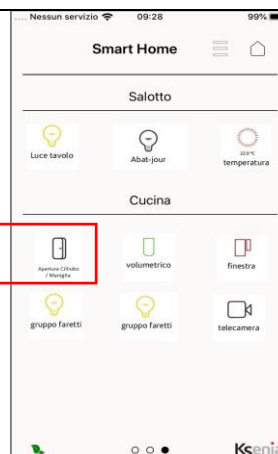 .... Nessun servizio 09:28 99%
Smart Home
Salotto
Luce tavolo Abat-jour temperatura
Cucina
Apertura Cilindro
/ Maniglia
volumetrico finestra
gruppo faretti gruppo faretti telecamera
Ksenia